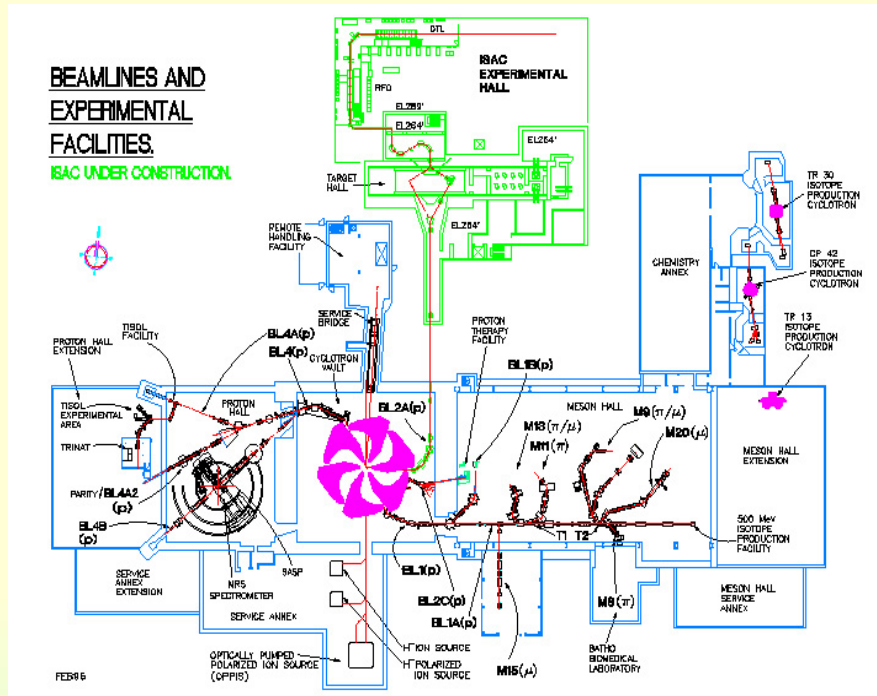 BEAMLINES AND
EXPERIMENTAL
FACILITIES.
ISAC UNDER CONSTRUCTION.
DTL
ISAC
EXPERIMENTAL
HALL
RFQ
EL289'
EL264'
EL264'
TARGET
HALL
EL264'
REMOTE
HANDLING
FACILITY
SERVICE
BRIDGE
TR 30
ISOTOPE
PRODUCTION
CYCLOTRON
CP 42
ISOTOPE
PRODUCTION
CYCLOTRON
TR 13
ISOTOPE
PRODUCTION
CYCLOTRON
CHEMISTRY
ANNEX
BL4A(p)
BL4(p)
CYCLOTRON
VAULT
TISOL
FACILITY
PROTON HALL
EXTENSION
PROTON
HALL
TISOL
EXPERIMENTAL
AREA
TRINAT
PARITY/BL4A2
(p)
BL4B
(p)
BL2A(p)
PROTON
THERAPY
FACILITY
BL1B(p)
MESON HALL
M13(π/μ)
M11(π)
M9(π/μ)
M20(μ)
MESON HALL
EXTENSION
500 MeV
ISOTOPE
PRODUCTION
FACILITY
T1 T2
SERVICE
ANNEX
EXTENSION
MRS
SPECTROMETER
SASP
SERVICE ANNEX
BL1(p)
BL2C(p)
BL1A(p)
M15(μ)
M8(π)
BATHO
BIOMEDICAL
LABORATORY
MESON HALL
SERVICE
ANNEX
H⁻ ION SOURCE
H⁻ POLARIZED
ION SOURCE
OPTICALLY PUMPED
POLARIZED ION SOURCE
(OPPIS)